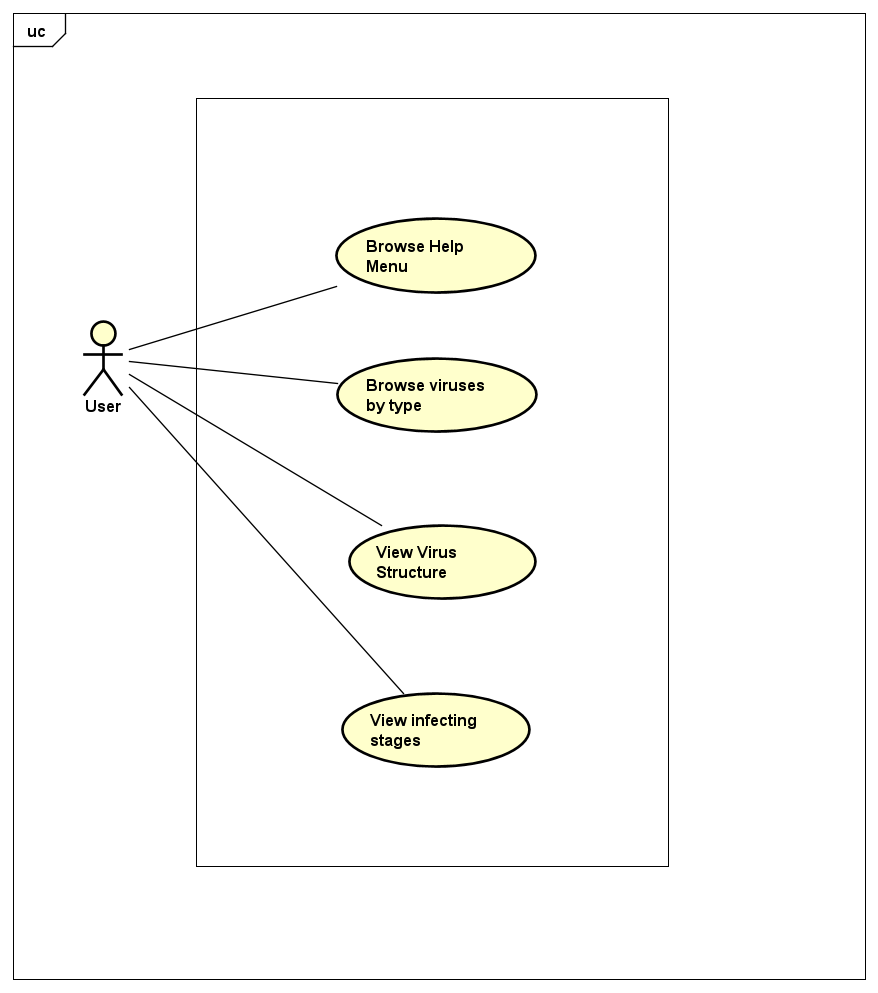 uc
Browse Help
Menu
User
Browse viruses
by type
View Virus
Structure
View infecting
stages